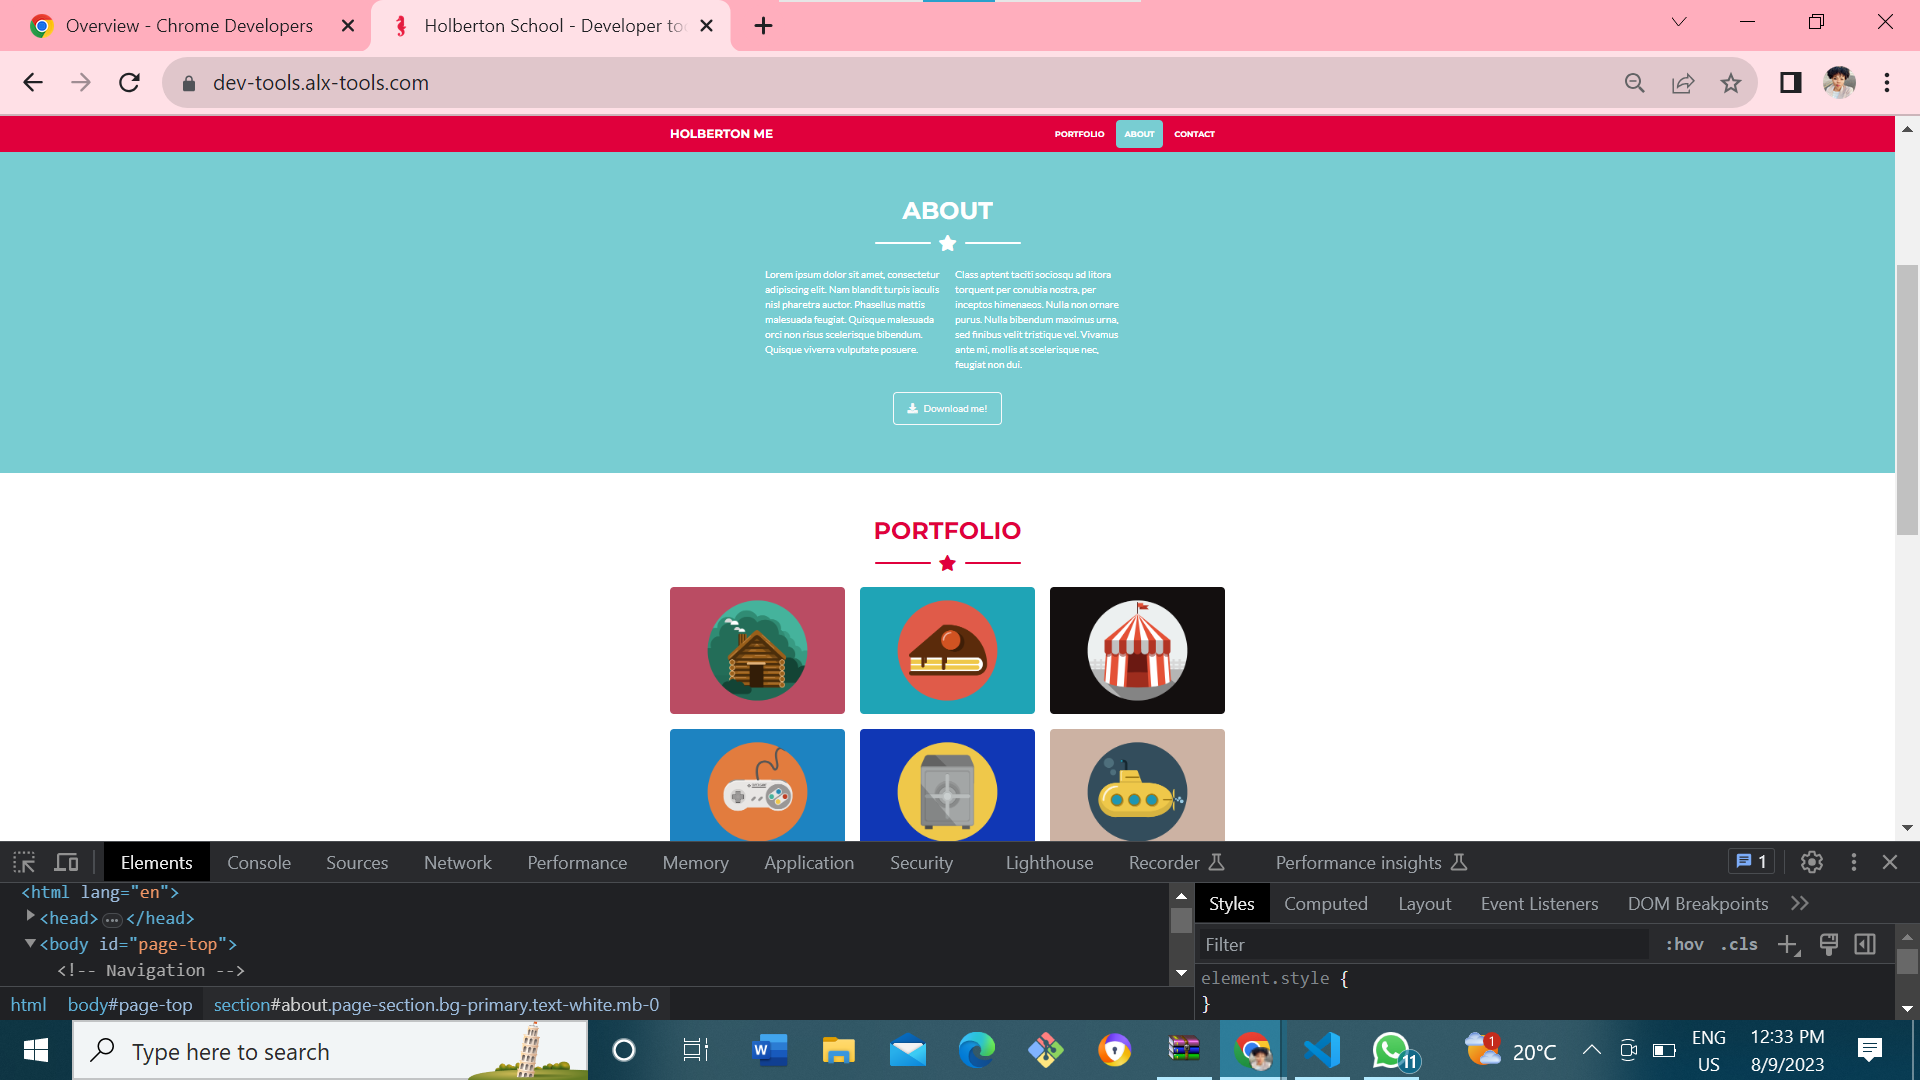 Overview - Chrome Developers
Holberton School - Developer to
dev-tools.alx-tools.com
HOLBERTON ME
PORTFOLIO
ABOUT
CONTACT
ABOUT
Lorem ipsum dolor sit amet, consectetur
adipiscing elit. Nam blandit turpis iaculis
nisl pharetra auctor. Phasellus mattis
malesuada feugiat. Quisque malesuada
orci non risus scelerisque bibendum.
Quisque viverra vulputate posuere.
Class aptent taciti sociosqu ad litora
torquent per conubia nostra, per
inceptos himenaeos. Nulla non ornare
purus. Nulla bibendum maximus urna,
sed finibus velit tristique vel. Vivamus
ante mi, mollis at scelerisque nec,
feugiat non dui.
Download me!
PORTFOLIO
Elements
Console
Sources
Network
Performance
Memory
Application
Security
Lighthouse
Recorder
Performance insights
1
<html lang="en">
<head>…</head>
<body id="page-top">
<!-- Navigation -->
html
body#page-top
section#about.page-section.bg-primary.text-white.mb-0
Styles
Computed
Layout
Event Listeners
DOM Breakpoints
Filter
:hov
.cls
element.style {
}
Type here to search
W
11
1
20°C
ENG
US
12:33 PM
8/9/2023